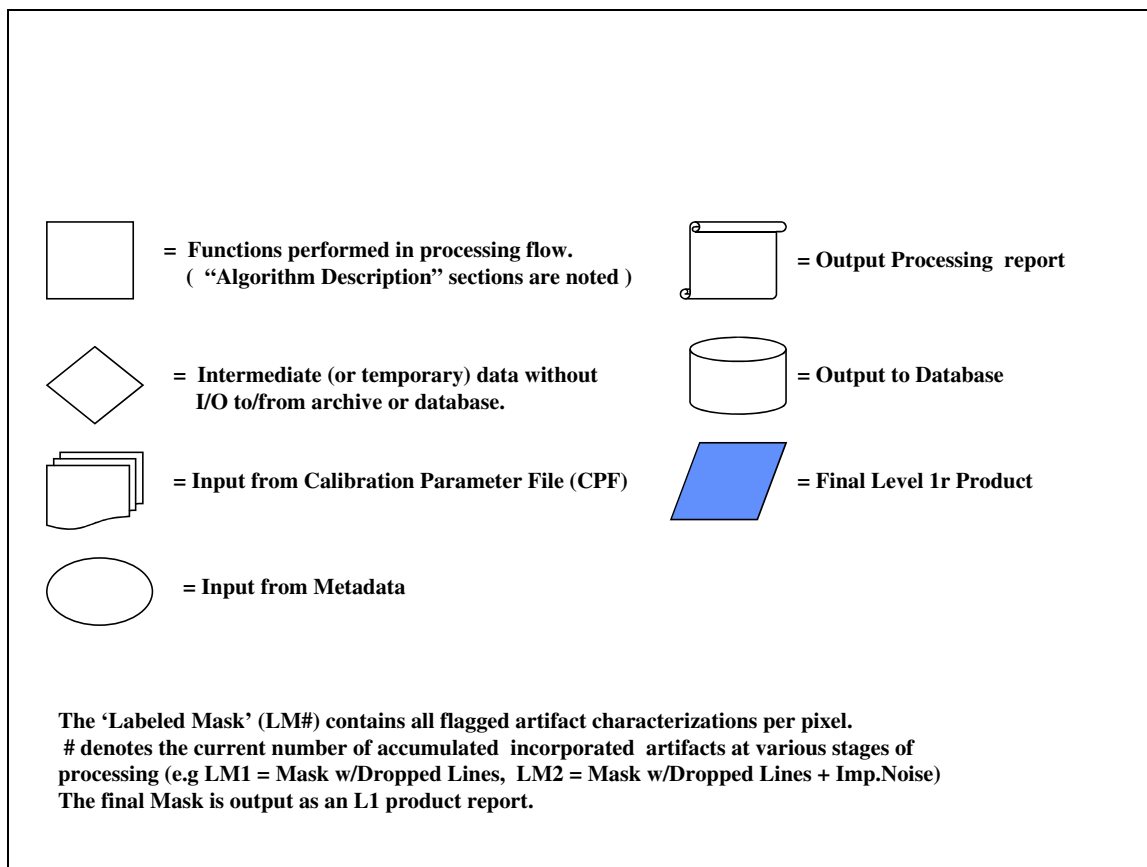 = Functions performed in processing flow.
( “Algorithm Description” sections are noted )
= Output Processing report
= Intermediate (or temporary) data without
I/O to/from archive or database.
= Output to Database
= Input from Calibration Parameter File (CPF)
= Final Level 1r Product
= Input from Metadata
The ‘Labeled Mask’ (LM#) contains all flagged artifact characterizations per pixel.
# denotes the current number of accumulated incorporated artifacts at various stages of
processing (e.g LM1 = Mask w/Dropped Lines, LM2 = Mask w/Dropped Lines + Imp.Noise)
The final Mask is output as an L1 product report.